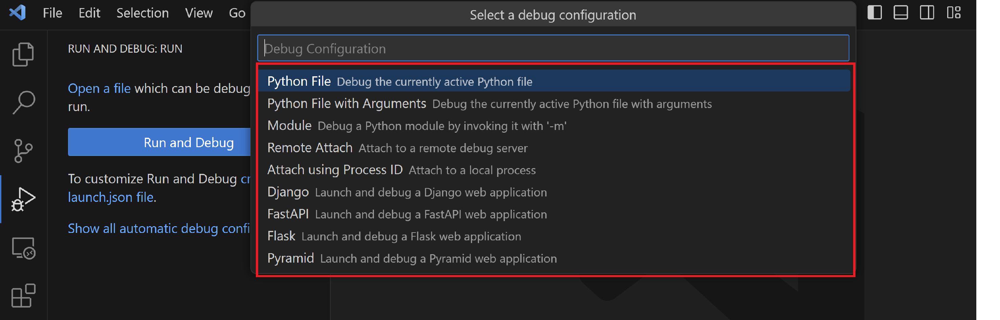 File Edit Selection View Go
Select a debug configuration
Debug Configuration
RUN AND DEBUG: RUN
Open a file which can be debug
run.
Run and Debug
To customize Run and Debug cr
launch.json file.
Show all automatic debug confi
Python File Debug the currently active Python file
Python File with Arguments Debug the currently active Python file with arguments
Module Debug a Python module by invoking it with '-m'
Remote Attach Attach to a remote debug server
Attach using Process ID Attach to a local process
Django Launch and debug a Django web application
FastAPI Launch and debug a FastAPI web application
Flask Launch and debug a Flask web application
Pyramid Launch and debug a Pyramid web application